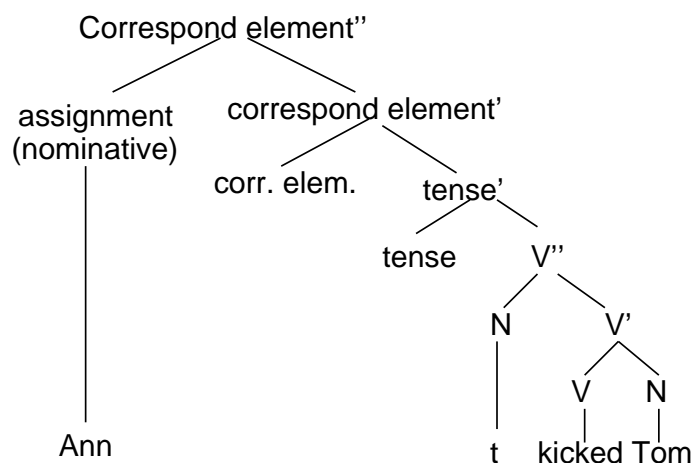 Correspond element’’
assignment
(nominative)
correspond element’
corr. elem.
tense’
tense
V’’
N
V’
V
N
Ann
t
kicked
Tom